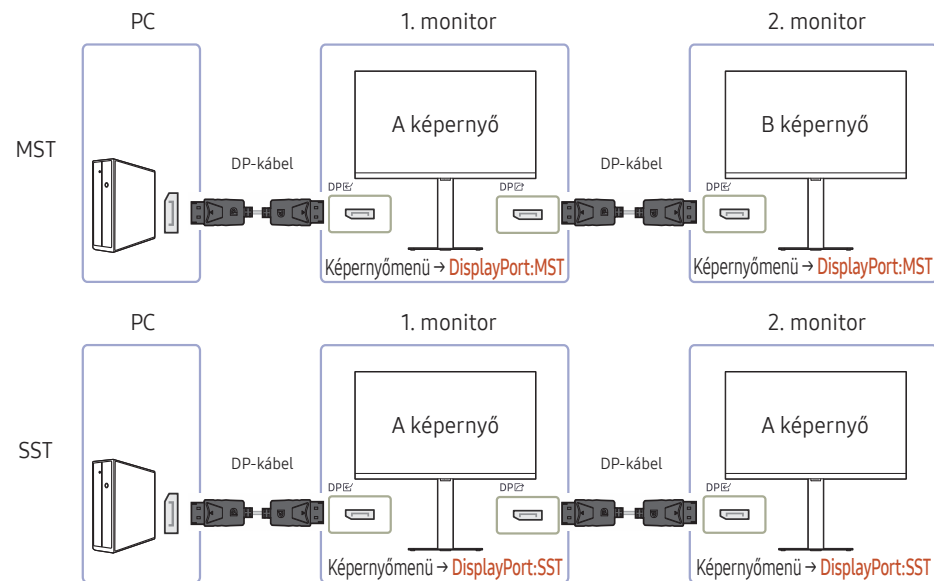 PC
1. monitor
2. monitor
MST
A képernyő
B képernyő
DP-kábel
DP-kábel
DP
DP
DP
Képernyőmenü → DisplayPort:MST
Képernyőmenü → DisplayPort:MST
PC
1. monitor
2. monitor
SST
A képernyő
A képernyő
DP-kábel
DP-kábel
DP
DP
DP
Képernyőmenü → DisplayPort:SST
Képernyőmenü → DisplayPort:SST